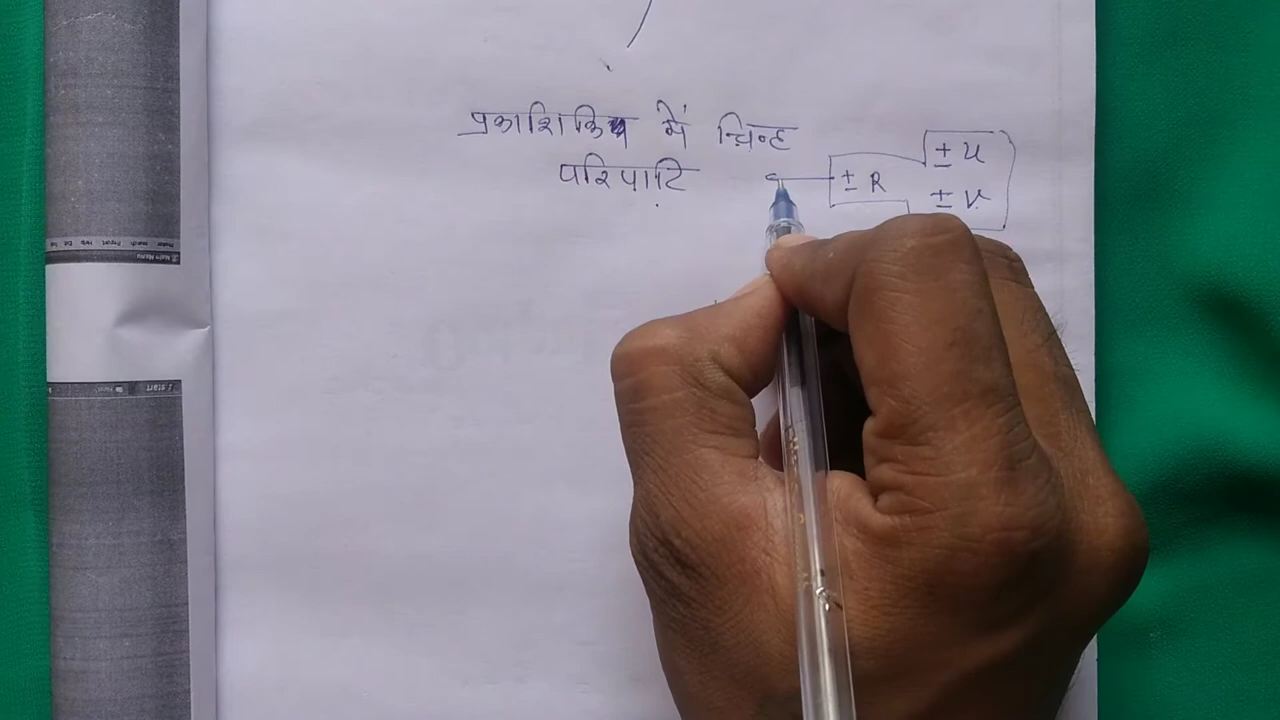 प्रकाशिकि में चिन्ह
परिपाटि
± R
± u
± v